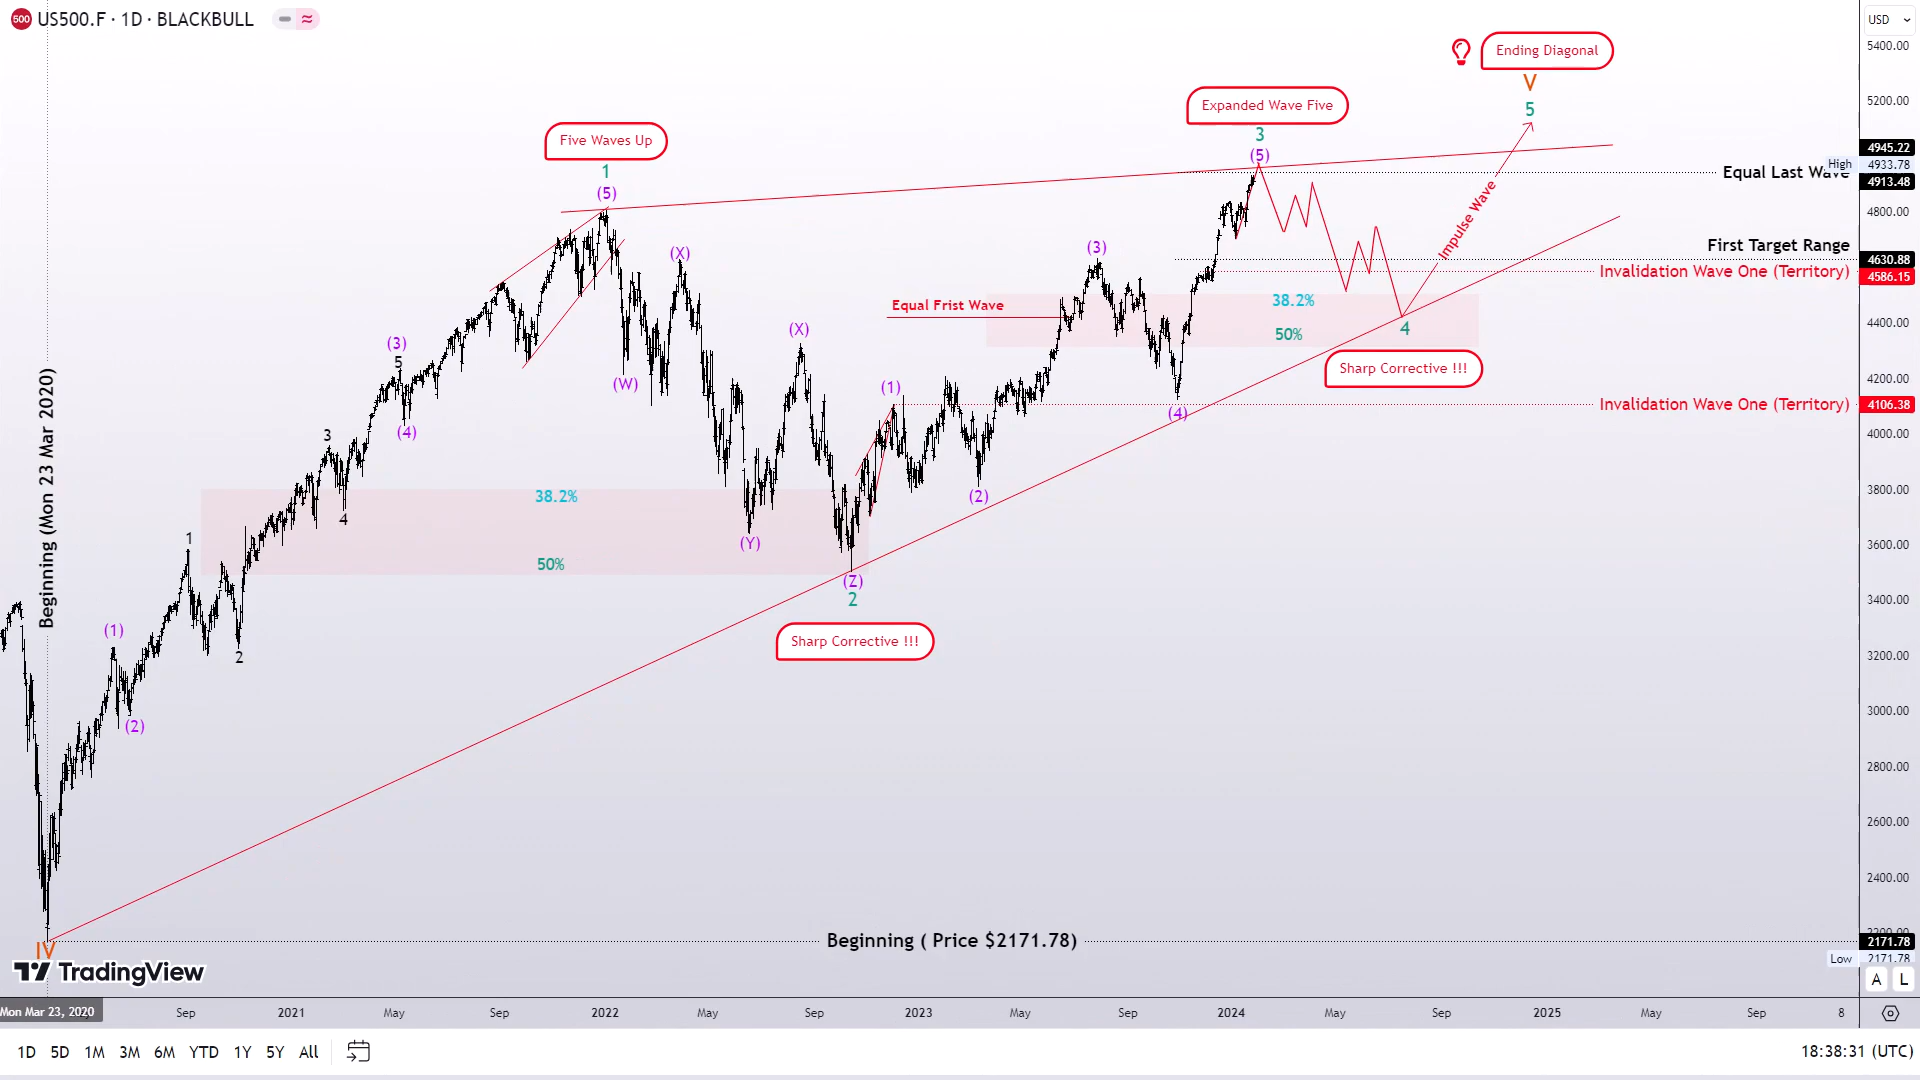 500 US500.F · 1D · BLACKBULL
USD
Ending Diagonal
V
5
Expanded Wave Five
3
(5)
Five Waves Up
1
(5)
Equal Last Wave
Impulse Wave
First Target Range
Invalidation Wave One (Territory)
(X)
(3)
Equal Frist Wave
38.2%
50%
4
Sharp Corrective !!!
(X)
(3)
5
(4)
(W)
(1)
Invalidation Wave One (Territory)
(4)
3
4
38.2%
50%
(Y)
(2)
(Z)
2
Sharp Corrective !!!
1
2
(1)
(2)
Beginning (Mon 23 Mar 2020)
Beginning ( Price $2171.78)
IV
TradingView
5400.00
5200.00
4945.22
High 4933.78
4913.48
4800.00
4630.88
4586.15
4400.00
4200.00
4106.38
4000.00
3800.00
3600.00
3400.00
3200.00
3000.00
2800.00
2600.00
2400.00
2171.78
Low 2171.78
A L
Mon Mar 23, 2020
Sep 2021 May Sep 2022 May Sep 2023 May Sep 2024 May Sep 2025 May Sep 8
1D 5D 1M 3M 6M YTD 1Y 5Y All
18:38:31 (UTC)